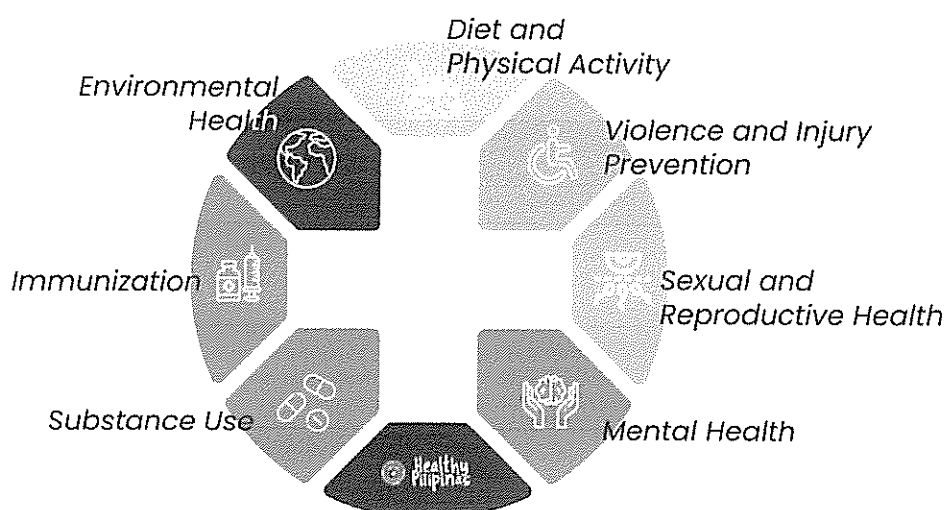 Diet and
Physical Activity
Environmental
Health
Violence and Injury
Prevention
Immunization
Sexual and
Reproductive Health
Substance Use
Mental Health
Healthy
Pilipinas